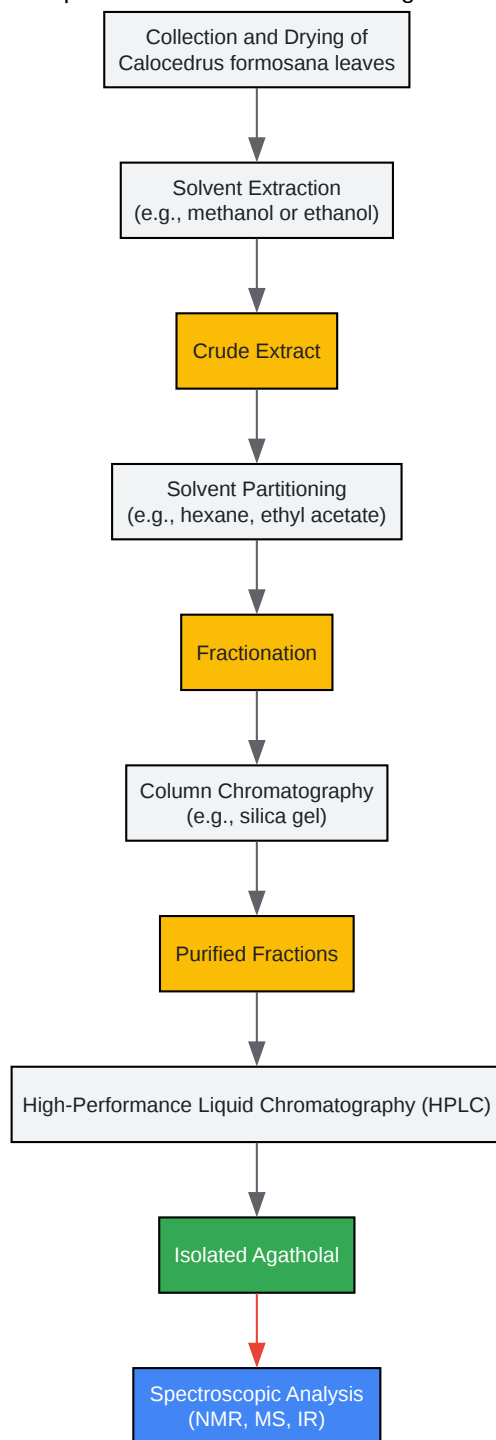 Collection and Drying of
Calocedrus formosana leaves
Solvent Extraction
(e.g., methanol or ethanol)
Crude Extract
Solvent Partitioning
(e.g., hexane, ethyl acetate)
Fractionation
Column Chromatography
(e.g., silica gel)
Purified Fractions
High-Performance Liquid Chromatography (HPLC)
Isolated Agatholal
Spectroscopic Analysis
(NMR, MS, IR)